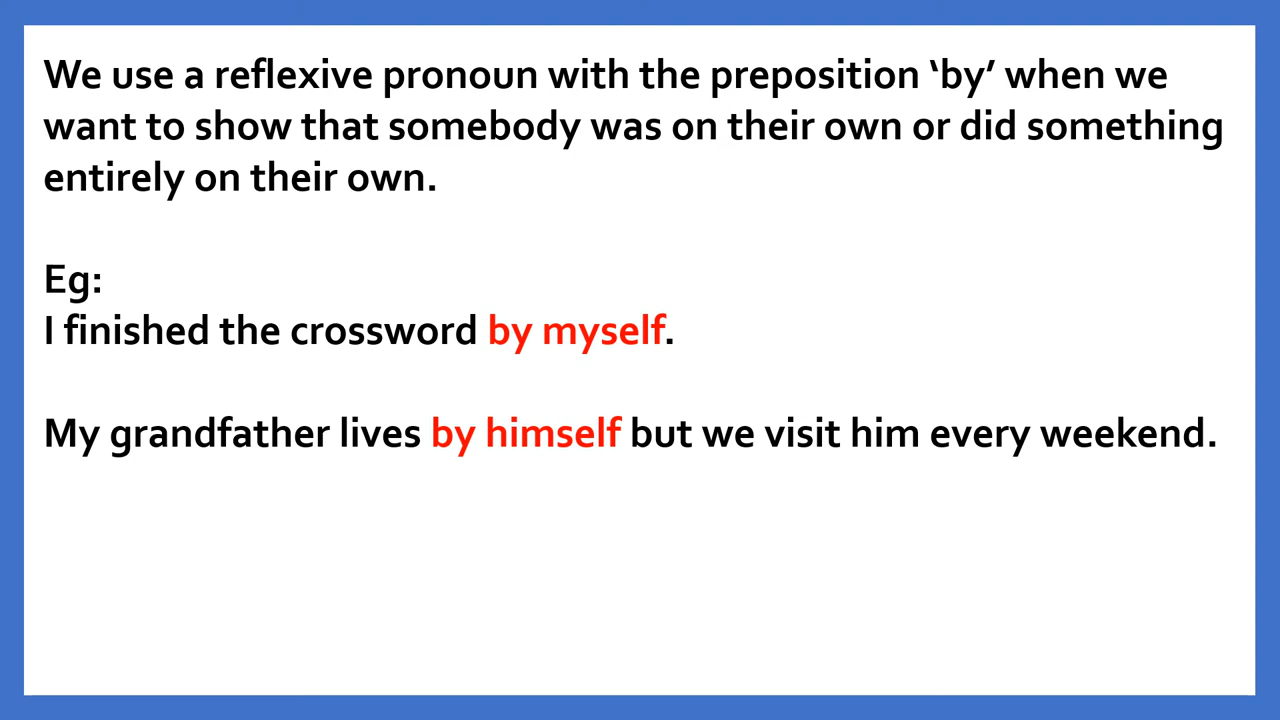 We use a reflexive pronoun with the preposition ‘by’ when we
want to show that somebody was on their own or did something
entirely on their own.
Eg:
I finished the crossword by myself.
My grandfather lives by himself but we visit him every weekend.